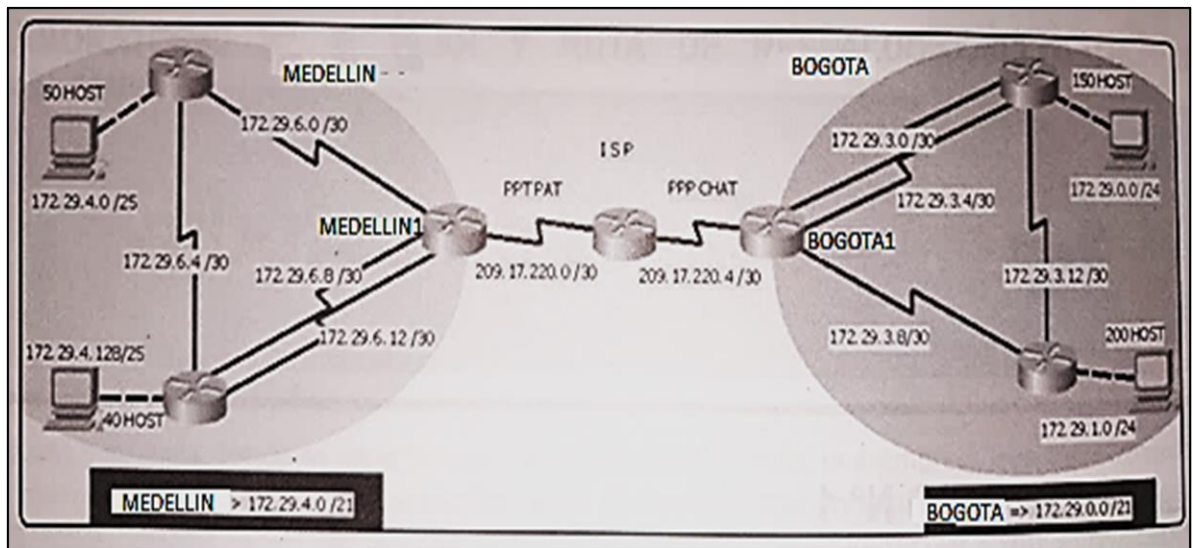 MEDELLIN
BOGOTA
50 HOST
150 HOST
172.29.6.0 /30
172.29.3.0/30
ISP
172.29.4.0 /25
PPTPAT
PPP CHAT
172.29.0.0/24
172.29.3.4/30
MEDELLIN1
BOGOTA1
172.29.6.4 /30
172.29.6.8 /30
209.17.220.0 /30
209.17.220.4 /30
172.29.3.12 /30
172.29.6.12 /30
172.29.3.8/30
200 HOST
172.29.4.128/25
40 HOST
172.29.1.0 /24
MEDELLIN > 172.29.4.0 /21
BOGOTA => 172.29.0.0/21